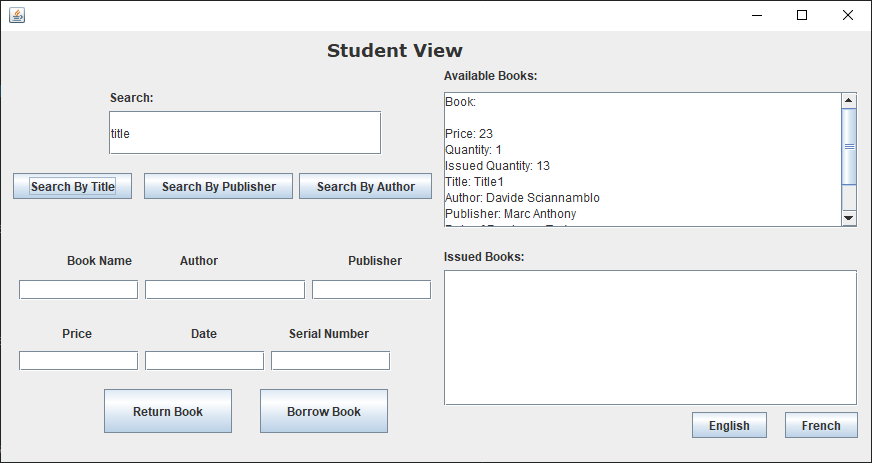 Student View
Search:
title
Search By Title
Search By Publisher
Search By Author
Book Name
Author
Publisher
Price
Date
Serial Number
Return Book
Borrow Book
Available Books:
Book:
Price: 23
Quantity: 1
Issued Quantity: 13
Title: Title1
Author: Davide Sciannamblo
Publisher: Marc Anthony
Issued Books:
English
French